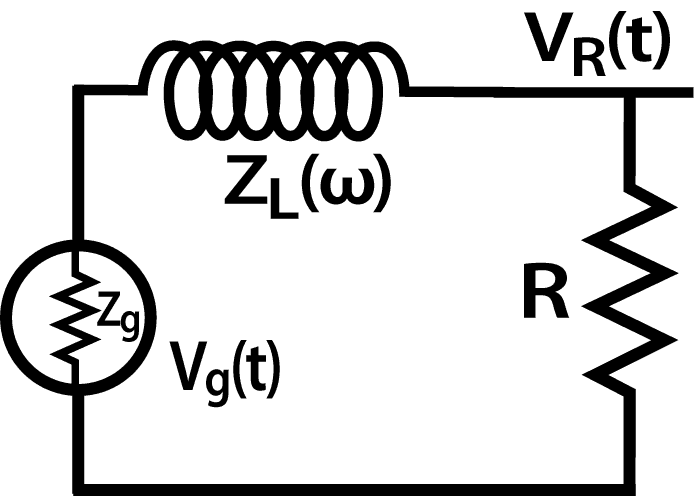 VR(t)
ZL(ω)
R
Zg
Vg(t)